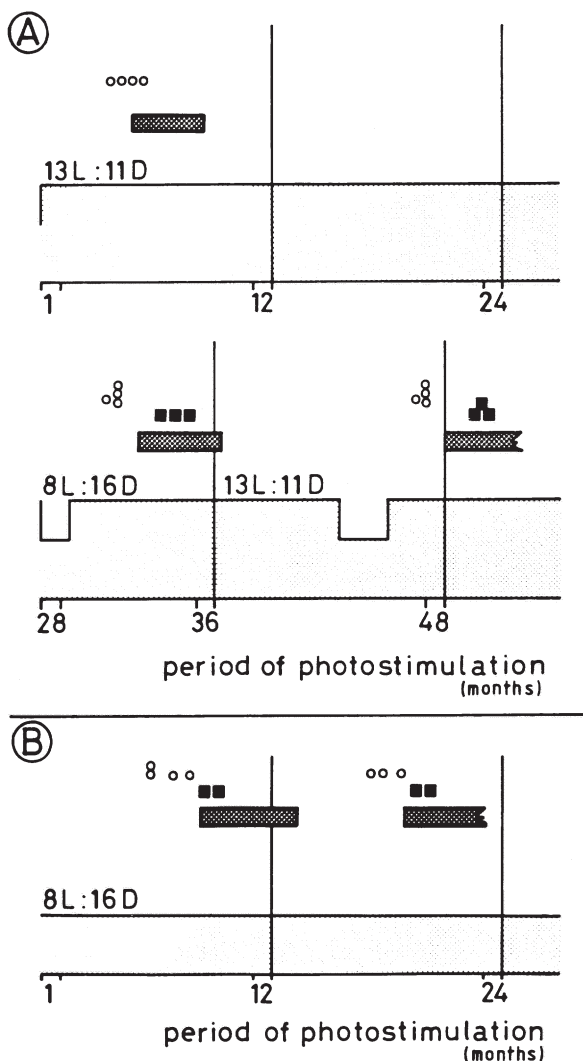 A
13L:11D
1 12 24
8L:16D 13L:11D
28 36 48
period of photostimulation
(months)
B
8L:16D
1 12 24
period of photostimulation
(months)